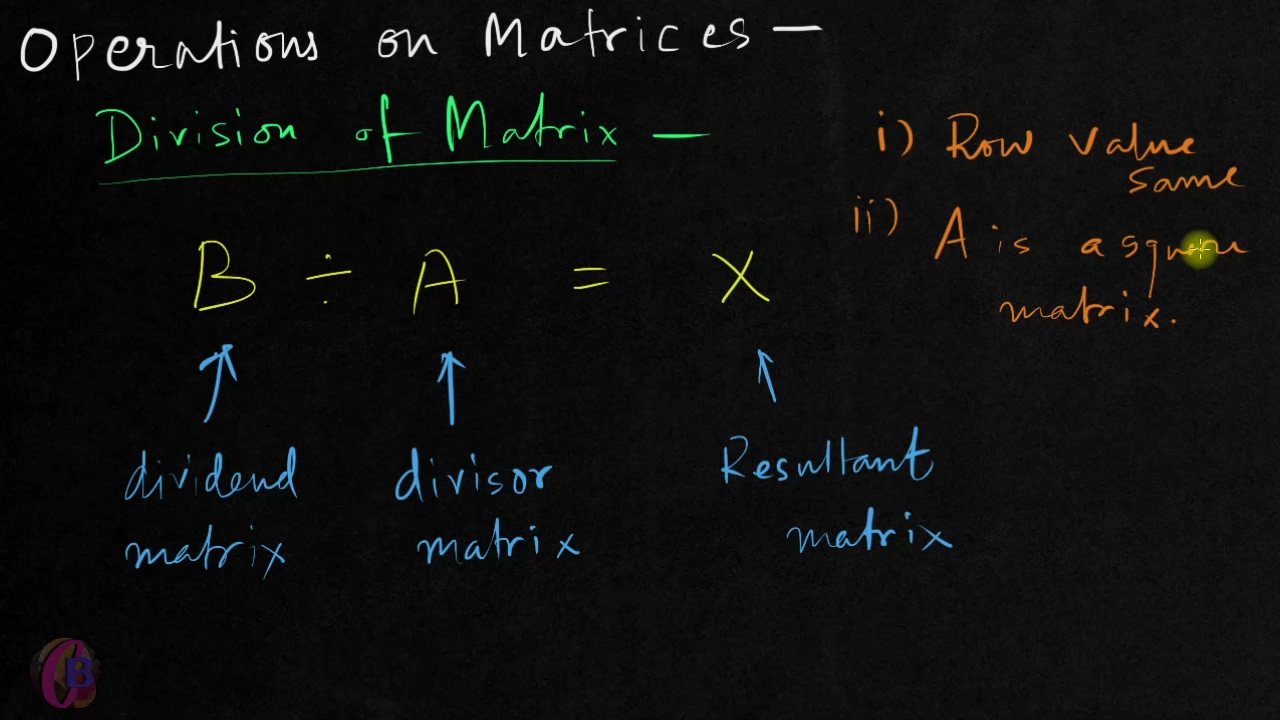 Operations on Matrices —
Division of Matrix —
i) Row value
same
ii) A is a square
matrix.
B ÷ A = X
dividend
matrix
divisor
matrix
Resultant
matrix
CB